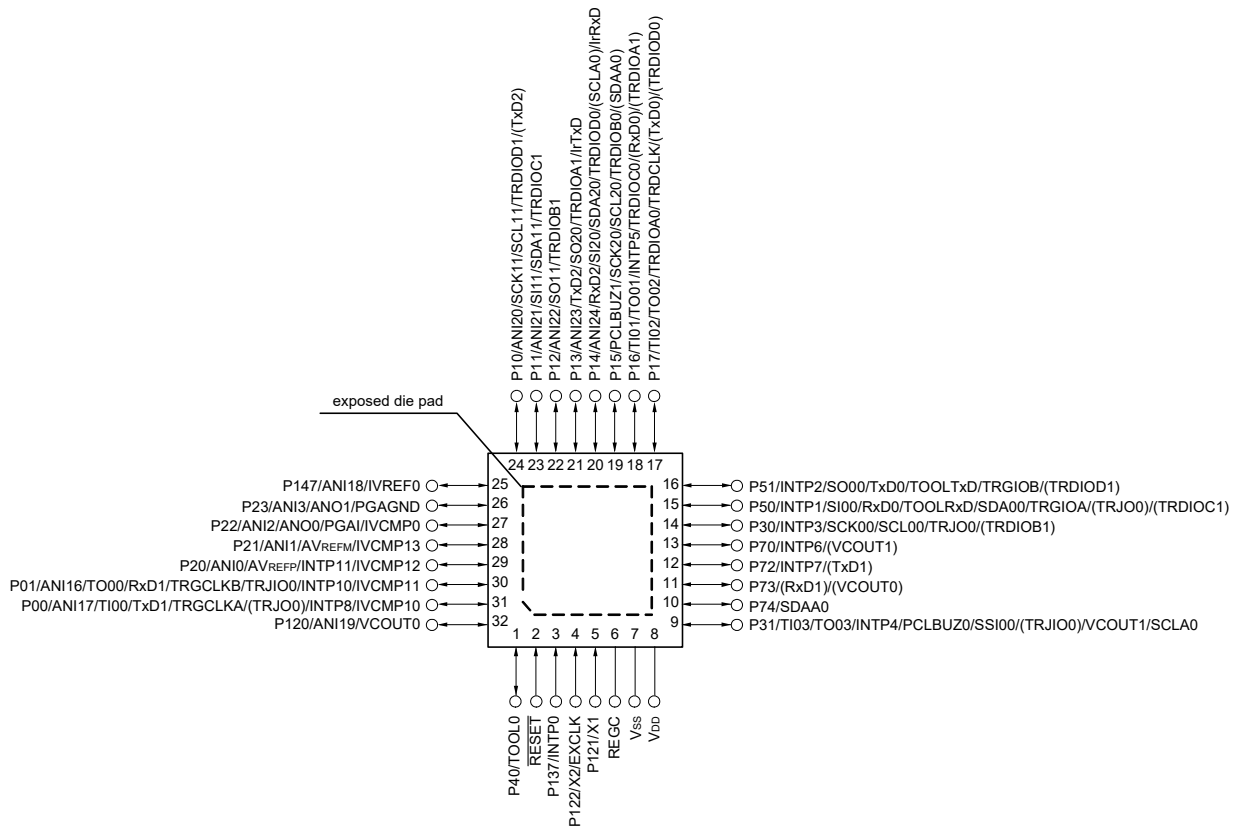 P10/ANI20/SCK11/SCL11/TRDIOD1/(TxD2)
P11/ANI21/SI11/SDA11/TRDIOC1
P12/ANI22/SO11/TRDIOB1
P13/ANI23/TxD2/SO20/TRDIOA1/IrTxD
P14/ANI24/RxD2/SI20/SDA20/TRDIOD0/(SCLA0)/IrRxD
P15/PCLBUZ1/SCK20/SCL20/TRDIOB0/(SDAA0)
P16/TI01/TO01/INTP5/TRDIOC0/(RxD0)/(TRDIOA1)
P17/TI02/TO02/TRDIOA0/TRDCLK/(TxD0)/(TRDIOD0)
exposed die pad
24 23 22 21 20 19 18 17
P147/ANI18/IVREF0 25
P23/ANI3/ANO1/PGAGND 26
P22/ANI2/ANO0/PGAI/IVCMP0 27
P21/ANI1/AVREFM/IVCMP13 28
P20/ANI0/AVREFP/INTP11/IVCMP12 29
P01/ANI16/TO00/RxD1/TRGCLKB/TRJIO0/INTP10/IVCMP11 30
P00/ANI17/TI00/TxD1/TRGCLKA/(TRJO0)/INTP8/IVCMP10 31
P120/ANI19/VCOUT0 32
16 P51/INTP2/SO00/TxD0/TOOLTxD/TRGIOB/(TRDIOD1)
15 P50/INTP1/SI00/RxD0/TOOLRxD/SDA00/TRGIOA/(TRJO0)/(TRDIOC1)
14 P30/INTP3/SCK00/SCL00/TRJO0/(TRDIOB1)
13 P70/INTP6/(VCOUT1)
12 P72/INTP7/(TxD1)
11 P73/(RxD1)/(VCOUT0)
10 P74/SDAA0
9 P31/TI03/TO03/INTP4/PCLBUZ0/SSI00/(TRJIO0)/VCOUT1/SCLA0
1 2 3 4 5 6 7 8
P40/TOOL0
RESET
P137/INTP0
P122/X2/EXCLK
P121/X1
REGC
VSS
VDD